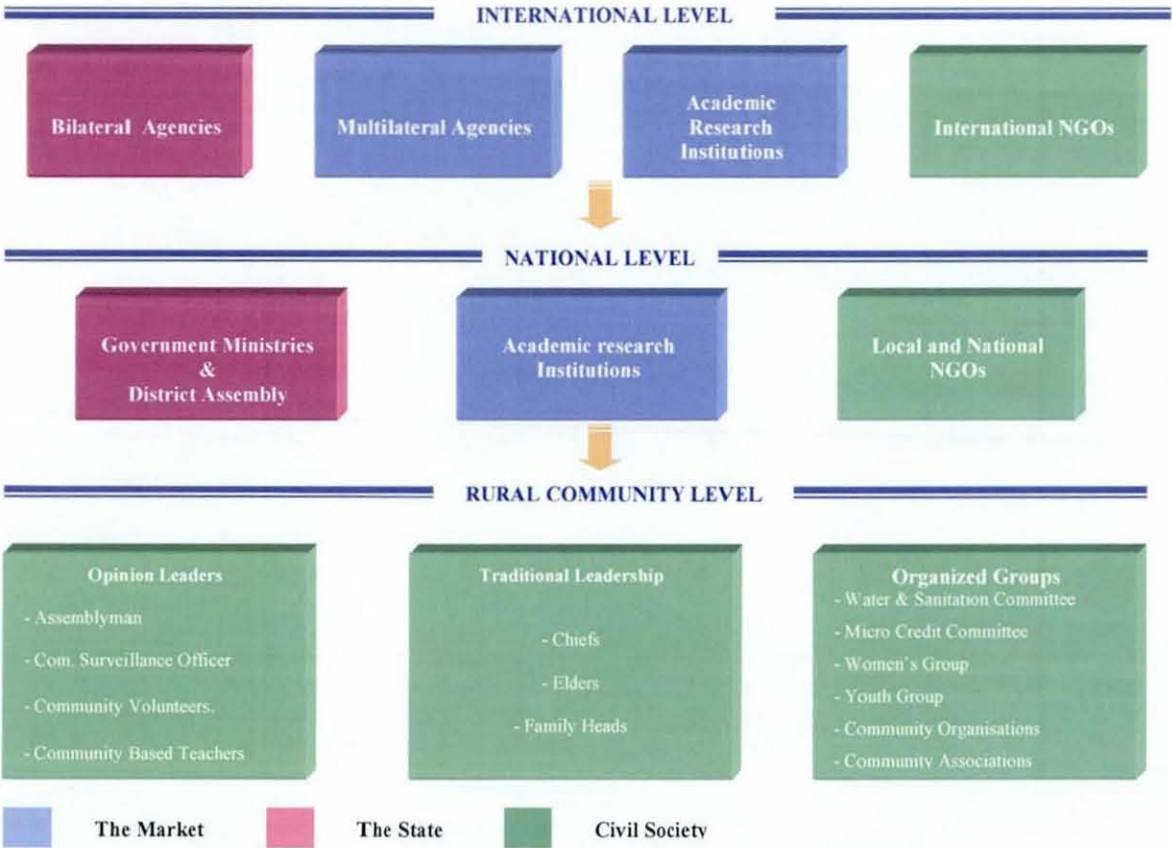 INTERNATIONAL LEVEL
Bilateral Agencies
Multilateral Agencies
Academic
Research
Institutions
International NGOs
NATIONAL LEVEL
Government Ministries
&
District Assembly
Academic research
Institutions
Local and National
NGOs
RURAL COMMUNITY LEVEL
Opinion Leaders
- Assemblyman
- Com. Surveillance Officer
- Community Volunteers.
- Community Based Teachers
Traditional Leadership
- Chiefs
- Elders
- Family Heads
Organized Groups
- Water & Sanitation Committee
- Micro Credit Committee
- Women's Group
- Youth Group
- Community Organisations
- Community Associations
The Market
The State
Civil Society